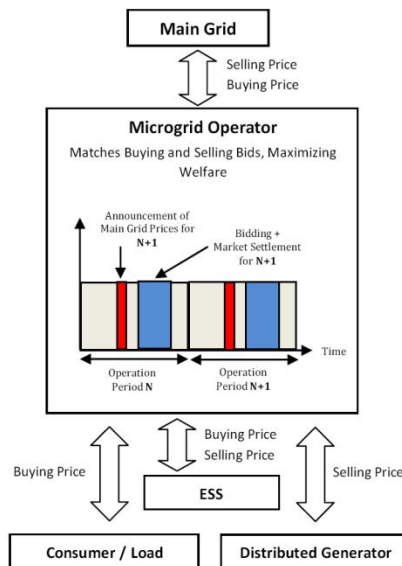 Main Grid
Selling Price
Buying Price
Microgrid Operator
Matches Buying and Selling Bids, Maximizing
Welfare
Announcement of
Main Grid Prices for
N+1
Bidding +
Market Settlement
for N+1
Time
Operation
Period N
Operation
Period N+1
Buying Price
Buying Price
Selling Price
Selling Price
ESS
Consumer / Load
Distributed Generator